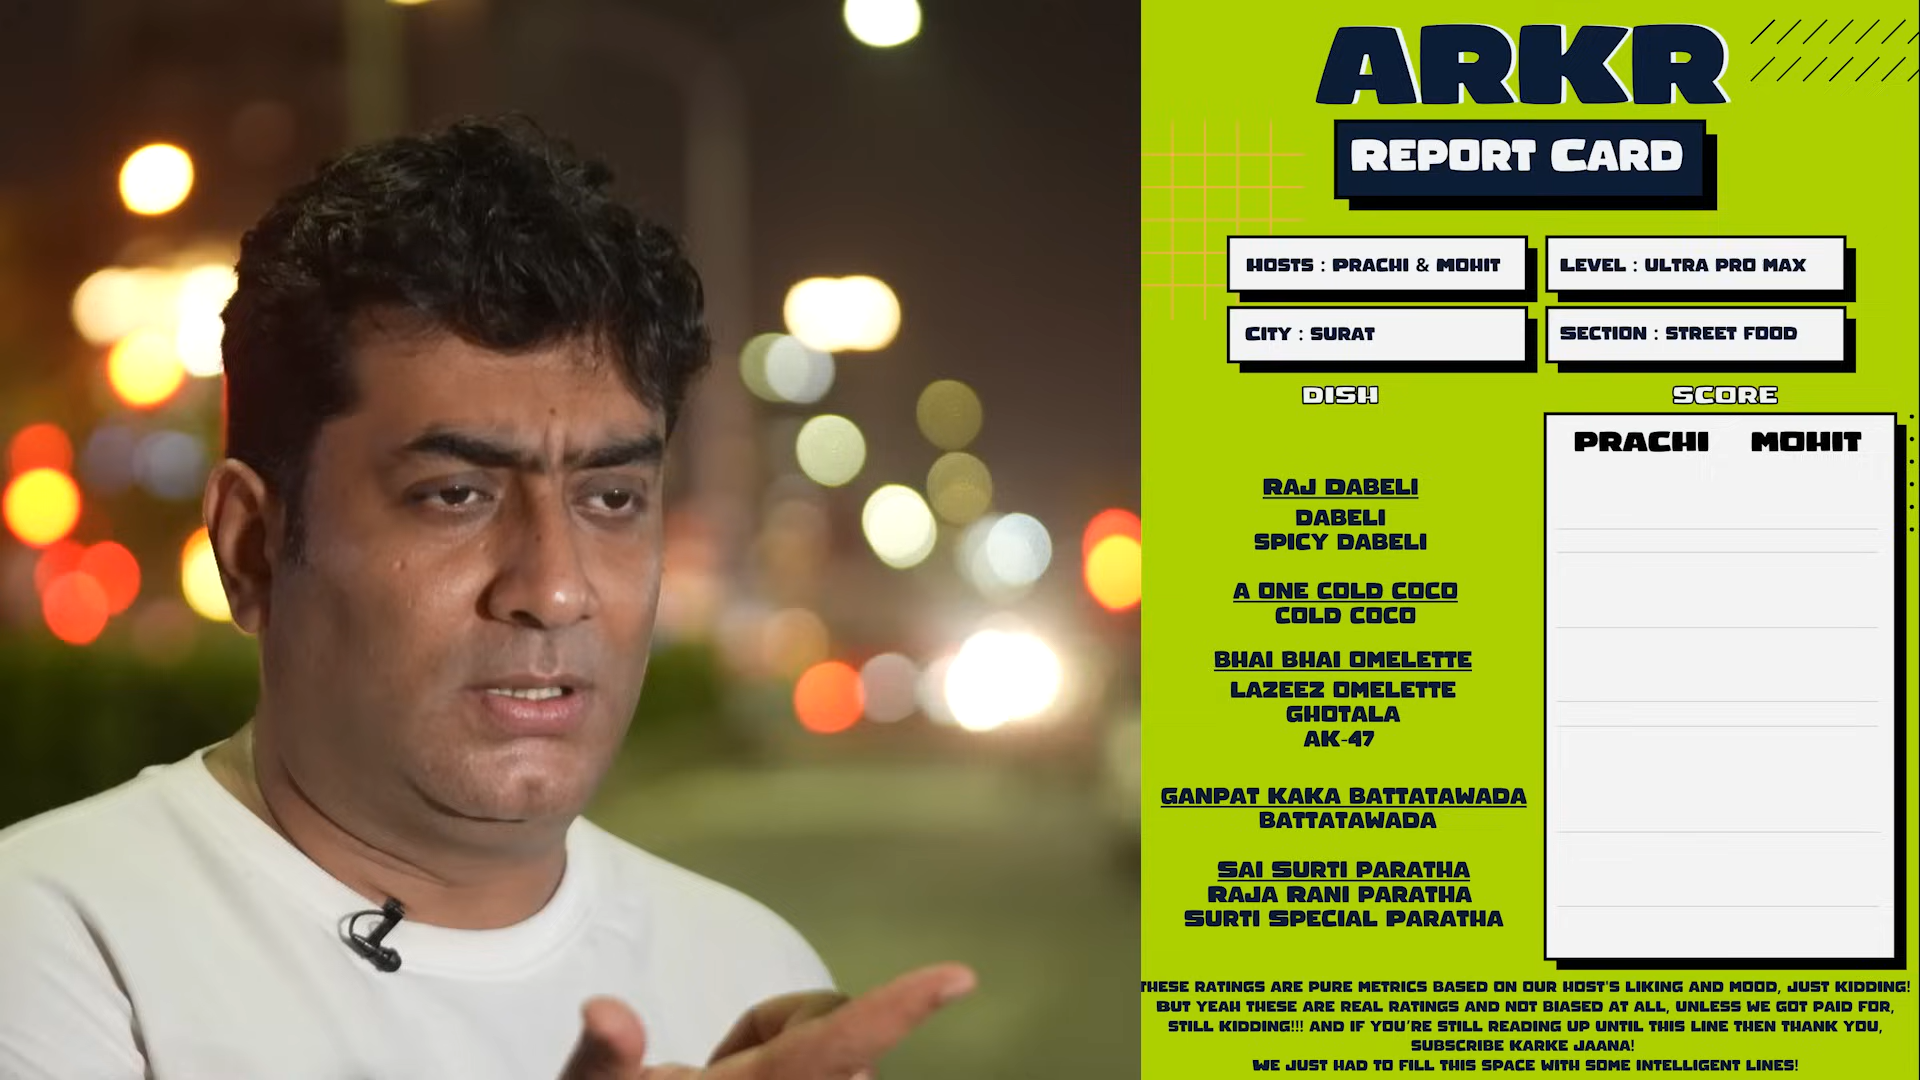 ARKR
REPORT CARD
HOSTS : PRACHI & MOHIT
LEVEL : ULTRA PRO MAX
CITY : SURAT
SECTION : STREET FOOD
DISH
SCORE
PRACHI MOHIT
RAJ DABELI
DABELI
SPICY DABELI
A ONE COLD COCO
COLD COCO
BHAI BHAI OMELETTE
LAZEEZ OMELETTE
GHOTALA
AK-47
GANPAT KAKA BATTATAWADA
BATTATAWADA
SAI SURTI PARATHA
RAJA RANI PARATHA
SURTI SPECIAL PARATHA
THESE RATINGS ARE PURE METRICS BASED ON OUR HOST'S LIKING AND MOOD, JUST KIDDING!
BUT YEAH THESE ARE REAL RATINGS AND NOT BIASED AT ALL, UNLESS WE GOT PAID FOR,
STILL KIDDING!!! AND IF YOU'RE STILL READING UP UNTIL THIS LINE THEN THANK YOU,
SUBSCRIBE KARKE JAANA!
WE JUST HAD TO FILL THIS SPACE WITH SOME INTELLIGENT LINES!